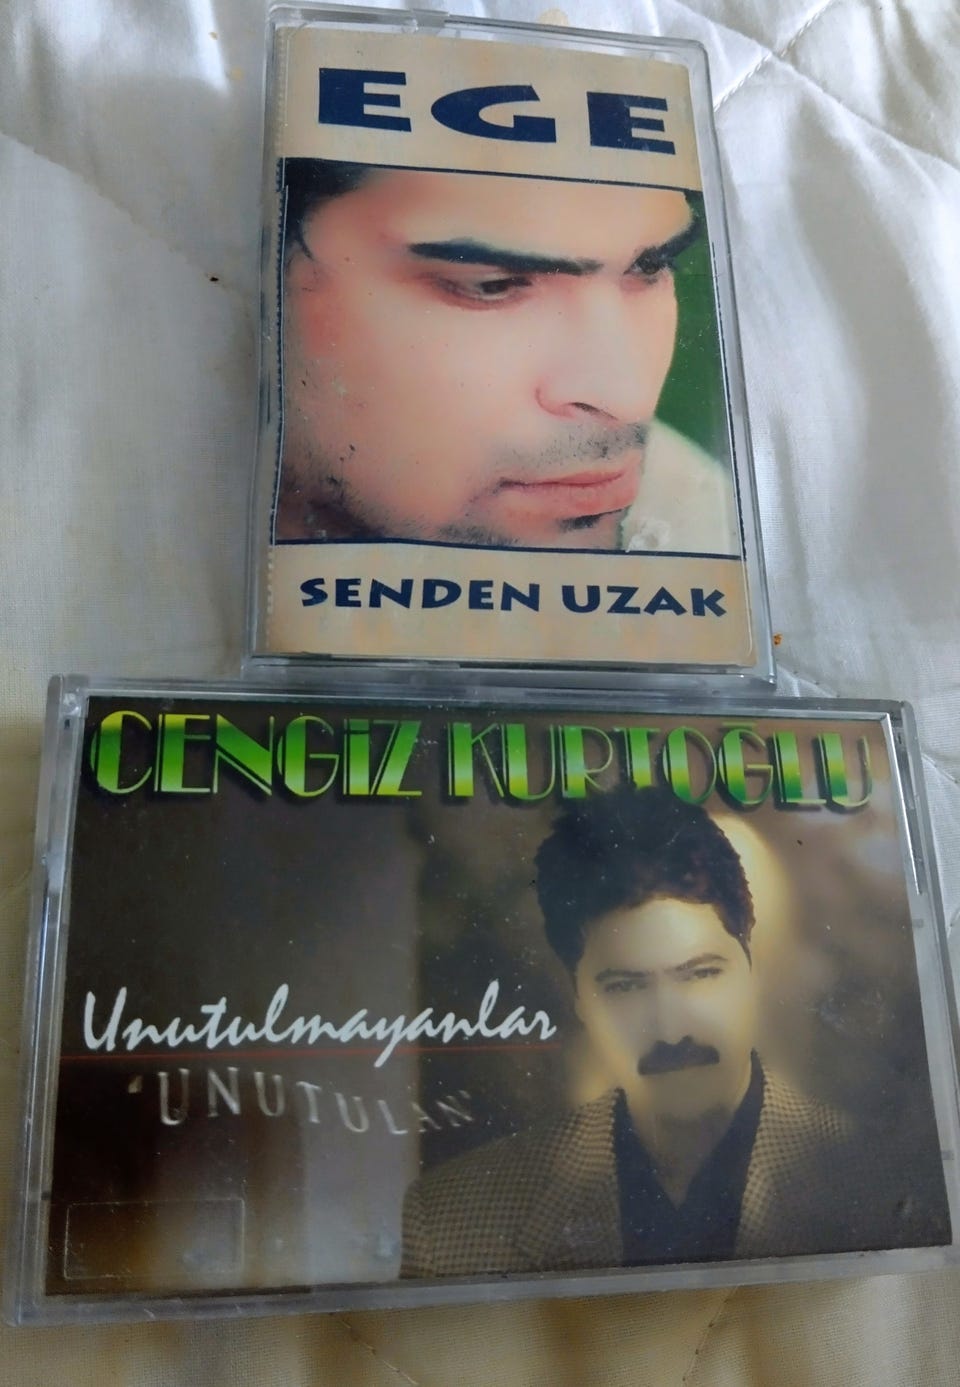 EGE
SENDEN UZAK
CENGİZ KURTOĞLU
Unutulmayanlar
'UNUTULAN'